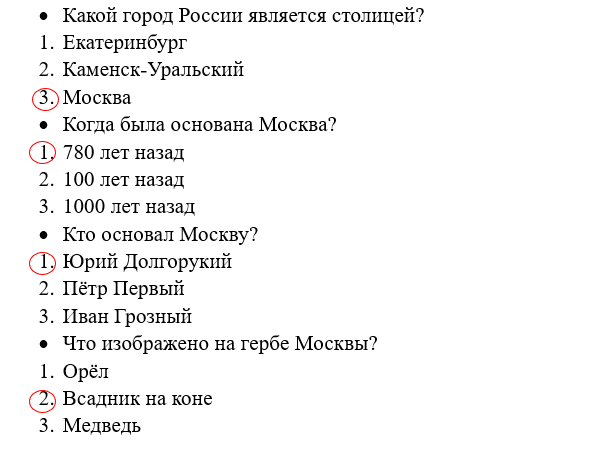 • Какой город России является столицей?
1. Екатеринбург
2. Каменск-Уральский
3. Москва
• Когда была основана Москва?
1. 780 лет назад
2. 100 лет назад
3. 1000 лет назад
• Кто основал Москву?
1. Юрий Долгорукий
2. Пётр Первый
3. Иван Грозный
• Что изображено на гербе Москвы?
1. Орёл
2. Всадник на коне
3. Медведь